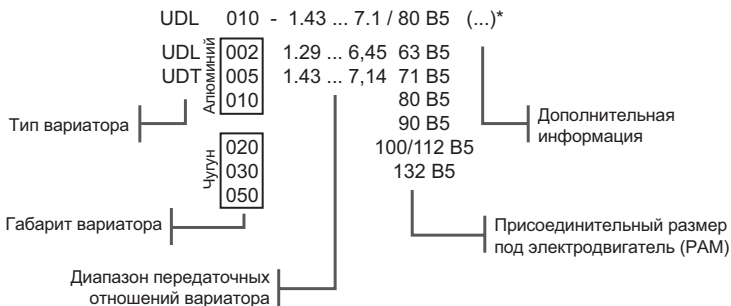 UDL 010 - 1.43 ... 7.1 / 80 B5 (...)*
UDL 002 1.29 ... 6,45 63 B5
UDT 005 1.43 ... 7,14 71 B5
010 80 B5
Алюминий
90 B5
020 100/112 B5
030 132 B5
050
Чугун
Тип вариатора
Дополнительная
информация
Габарит вариатора
Присоединительный размер
под электродвигатель (PAM)
Диапазон передаточных
отношений вариатора